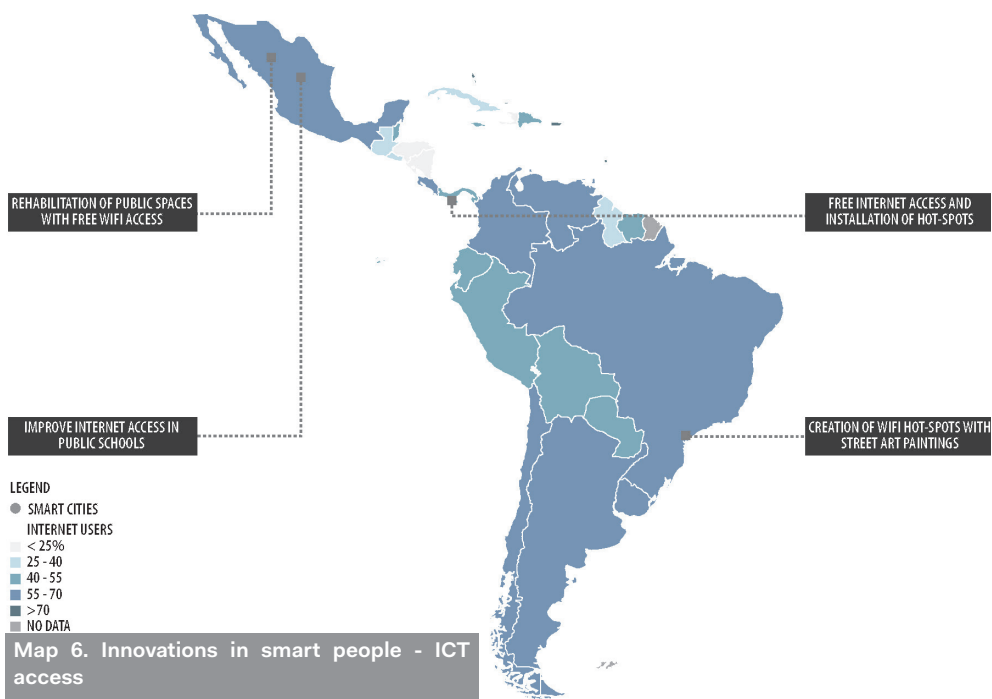 REHABILITATION OF PUBLIC SPACES
WITH FREE WIFI ACCESS
FREE INTERNET ACCESS AND
INSTALLATION OF HOT-SPOTS
IMPROVE INTERNET ACCESS IN
PUBLIC SCHOOLS
CREATION OF WIFI HOT-SPOTS WITH
STREET ART PAINTINGS
LEGEND
SMART CITIES
INTERNET USERS
< 25%
25 - 40
40 - 55
55 - 70
>70
NO DATA
Map 6. Innovations in smart people - ICT
access